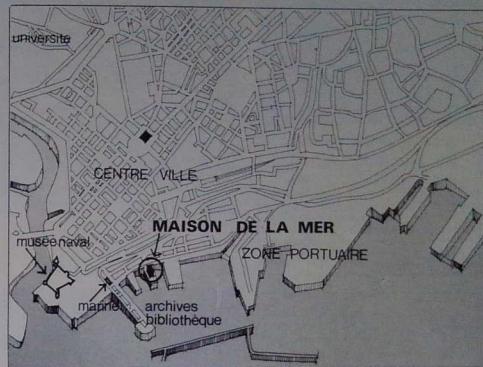 université
CENTRE VILLE
MAISON DE LA MER
ZONE PORTUAIRE
musée naval
marine
archives
bibliothèque